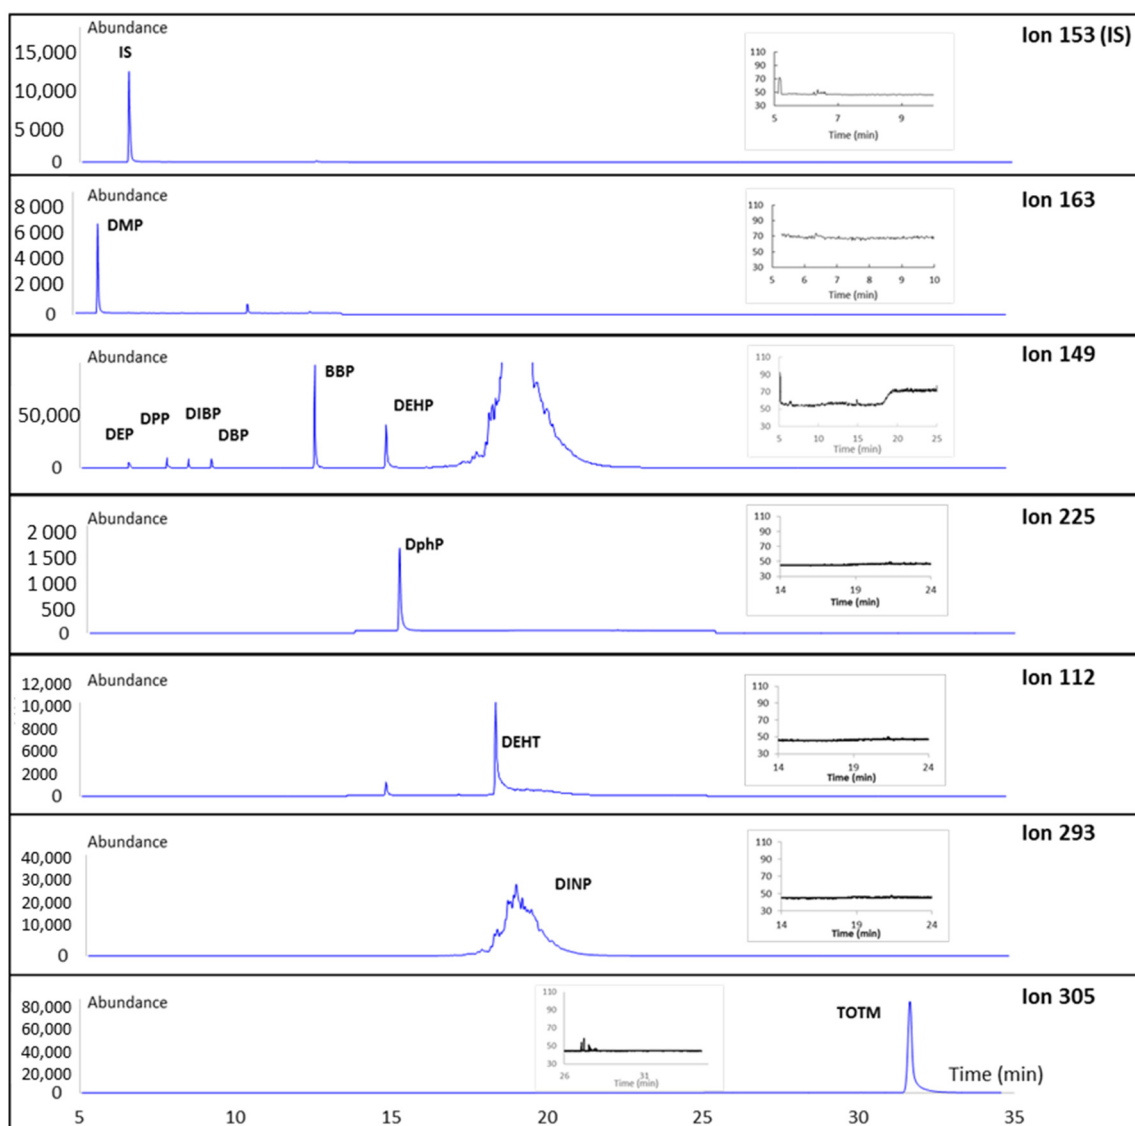 Abundance
Ion 153 (IS)
IS
15,000
10,000
5 000
0
110
90
70
50
30
5 7 9
Time (min)
Abundance
Ion 163
8 000
6 000
4 000
2 000
0
DMP
110
90
70
50
30
5 6 7 8 9 10
Time (min)
Abundance
Ion 149
50,000
0
DEP
DPP
DIBP
DBP
BBP
DEHP
110
90
70
50
30
5 10 15 20 25
Time (min)
Abundance
Ion 225
2 000
1 500
1 000
500
0
DphP
110
90
70
50
30
14 19 24
Time (min)
Abundance
Ion 112
12,000
10,000
8000
6000
4000
2000
0
DEHT
110
90
70
50
30
14 19 24
Time (min)
Abundance
Ion 293
40,000
30,000
20,000
10,000
0
DINP
110
90
70
50
30
14 19 24
Time (min)
Abundance
Ion 305
80,000
60,000
40,000
20,000
0
110
90
70
50
30
26 31
Time (min)
TOTM
Time (min)
5 10 15 20 25 30 35